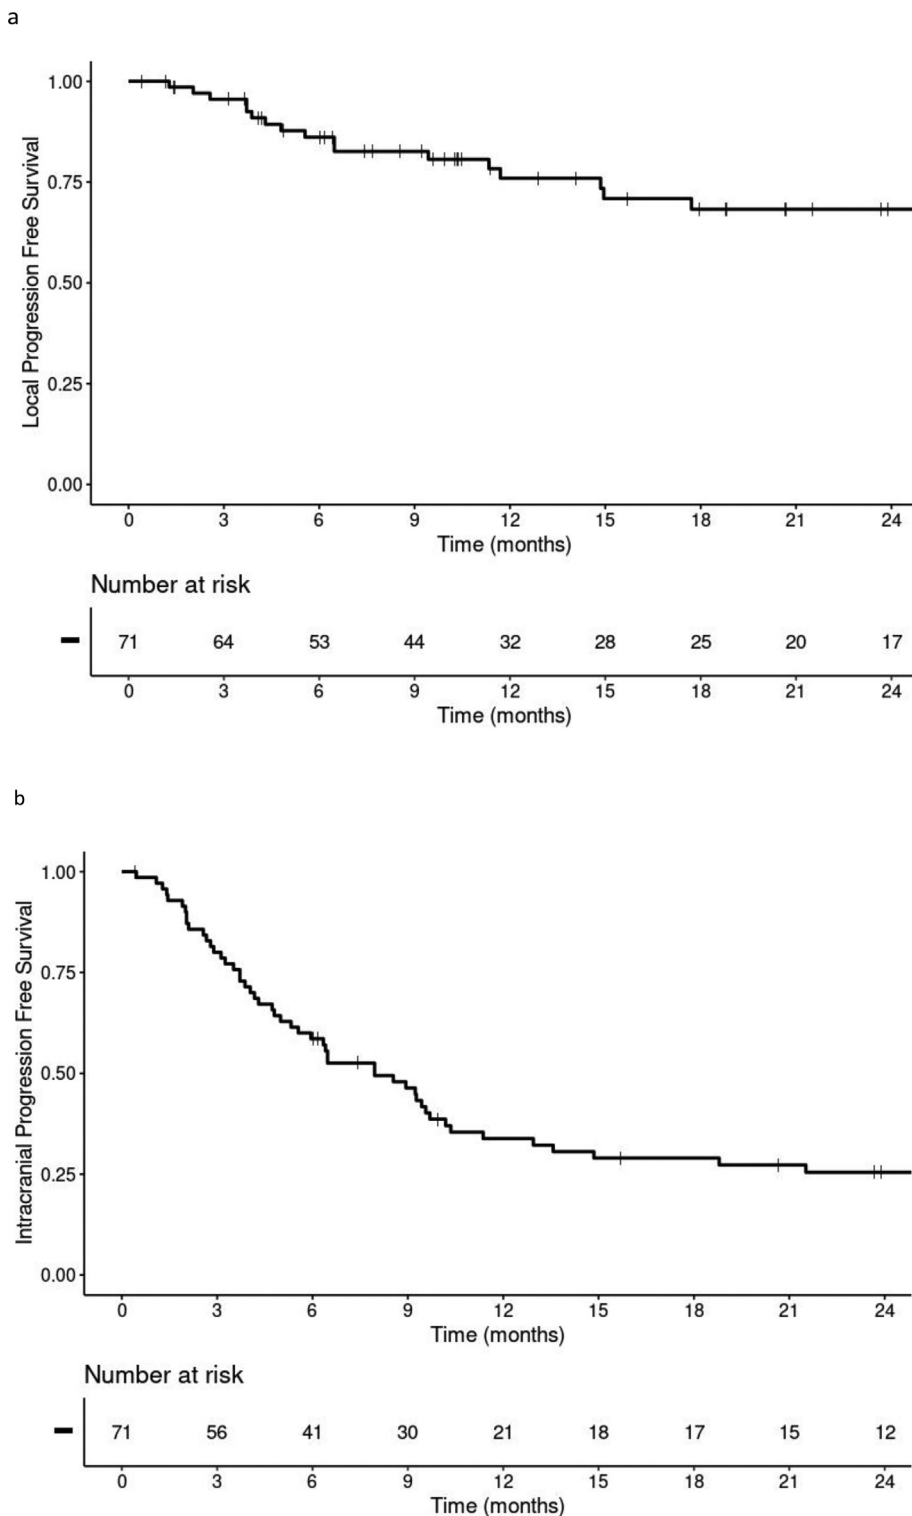 a
Local Progression Free Survival
1.00
0.75
0.50
0.25
0.00
0 3 6 9 12 15 18 21 24
Time (months)
Number at risk
71 64 53 44 32 28 25 20 17
0 3 6 9 12 15 18 21 24
Time (months)
b
Intracranial Progression Free Survival
1.00
0.75
0.50
0.25
0.00
0 3 6 9 12 15 18 21 24
Time (months)
Number at risk
71 56 41 30 21 18 17 15 12
0 3 6 9 12 15 18 21 24
Time (months)